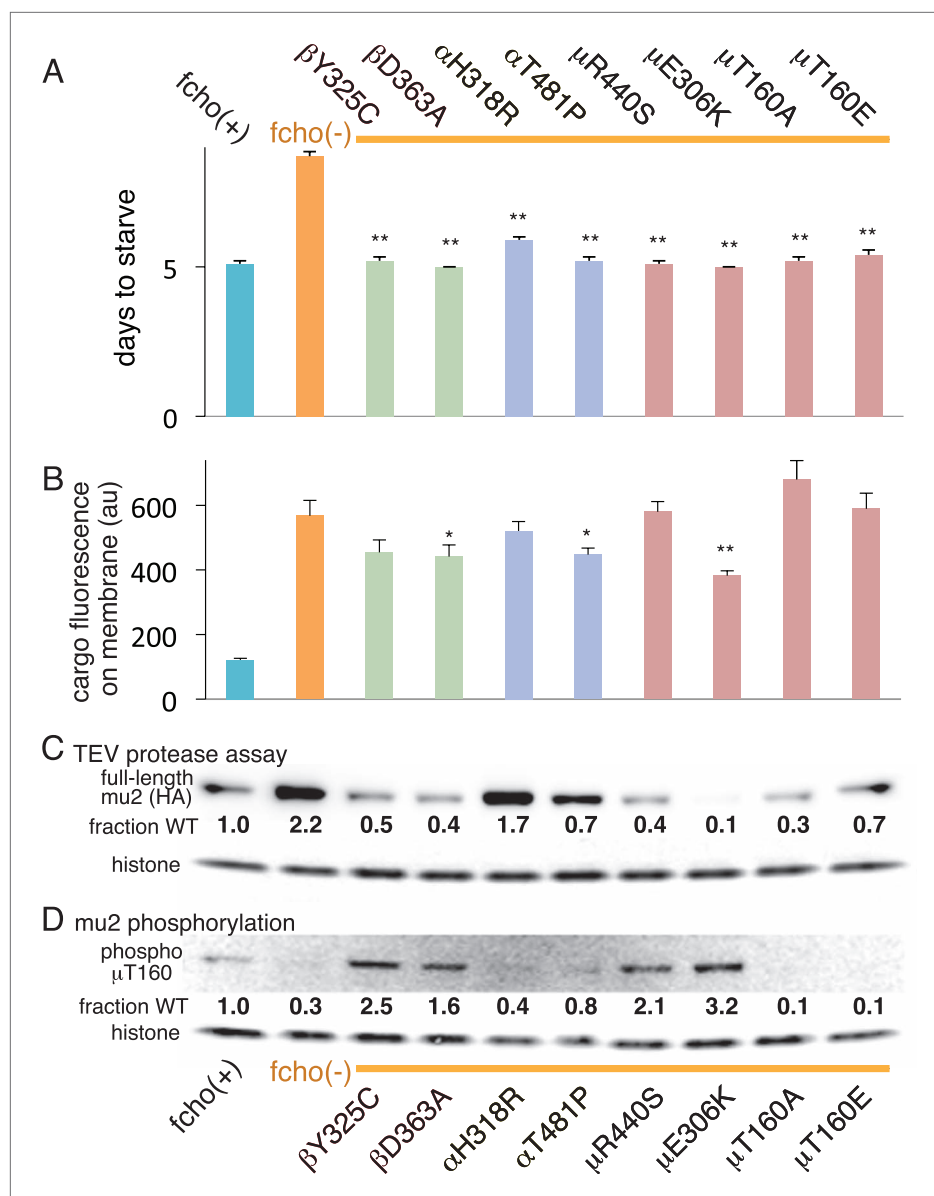 A
fcho(+)
fcho(-)
βY325C
βD363A
αH318R
αT481P
μR440S
μE306K
μT160A
μT160E
days to starve
5
0
** ** ** ** ** ** ** **
B
cargo fluorescence
on membrane (au)
600
400
200
0
* * **
C TEV protease assay
full-length
mu2 (HA)
fraction WT 1.0 2.2 0.5 0.4 1.7 0.7 0.4 0.1 0.3 0.7
histone
D mu2 phosphorylation
phospho
μT160
fraction WT 1.0 0.3 2.5 1.6 0.4 0.8 2.1 3.2 0.1 0.1
histone
fcho(+)
fcho(-)
βY325C
βD363A
αH318R
αT481P
μR440S
μE306K
μT160A
μT160E